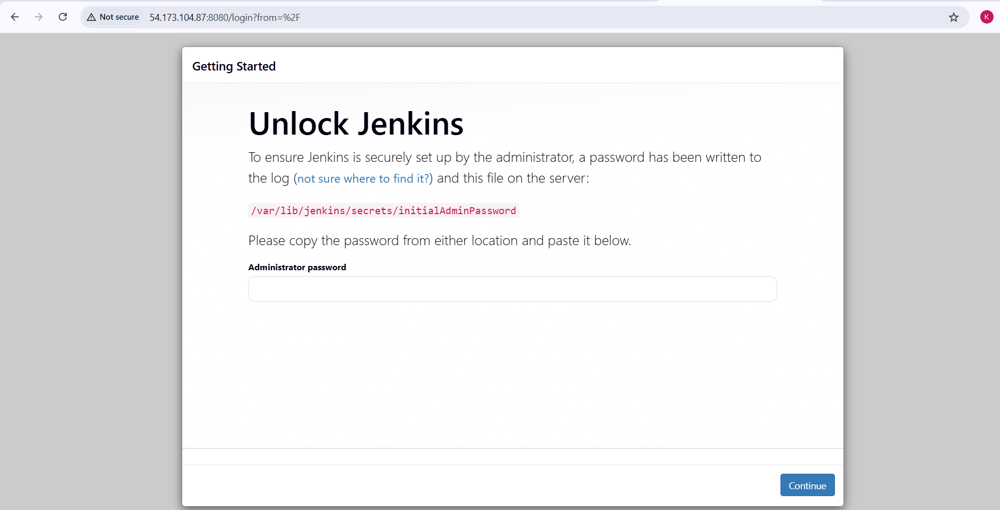 Not secure 54.173.104.87:8080/login?from=%2F
K
Getting Started
Unlock Jenkins
To ensure Jenkins is securely set up by the administrator, a password has been written to
the log (not sure where to find it?) and this file on the server:
/var/lib/jenkins/secrets/initialAdminPassword
Please copy the password from either location and paste it below.
Administrator password
Continue